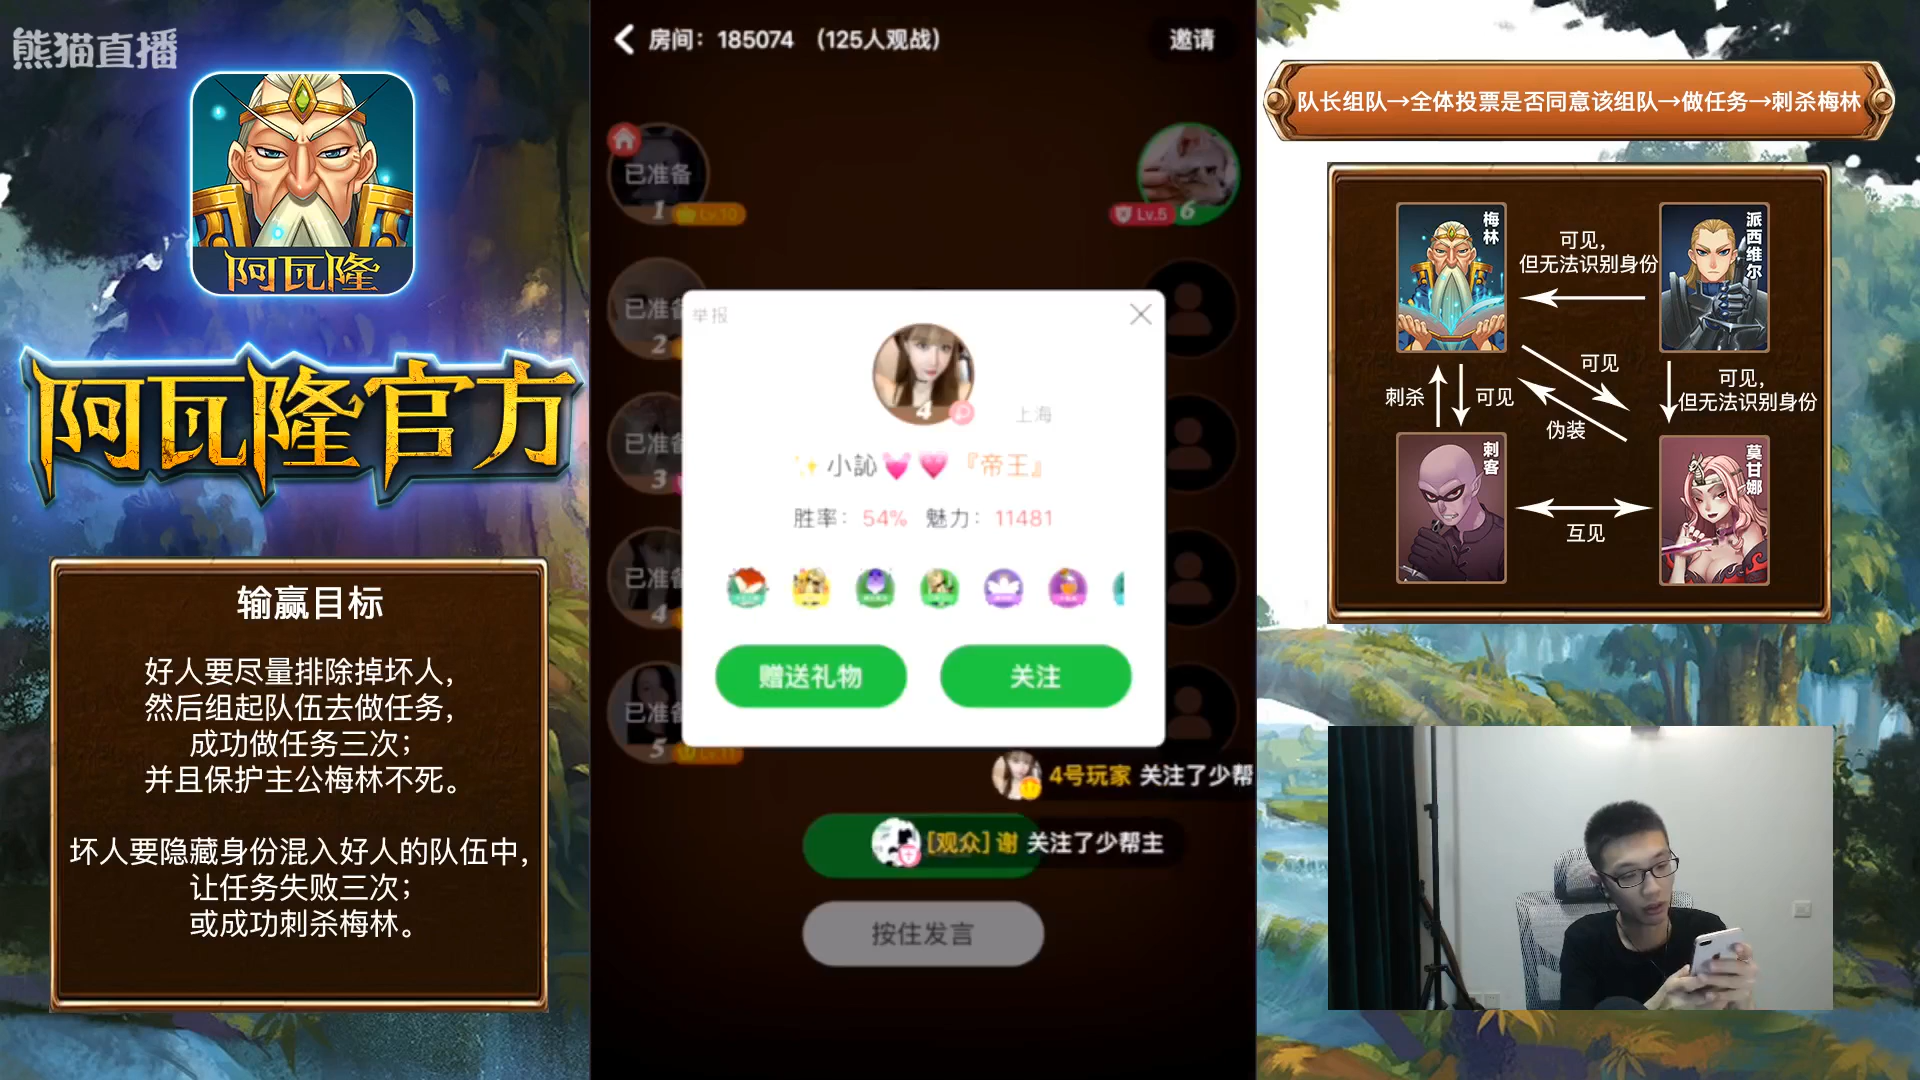 熊猫直播
阿瓦隆
阿瓦隆官方
输赢目标
好人要尽量排除掉坏人，
然后组起队伍去做任务，
成功做任务三次；
并且保护主公梅林不死。
坏人要隐藏身份混入好人的队伍中，
让任务失败三次；
或成功刺杀梅林。
房间：185074 （125人观战）
邀请
已准备
1
Lv.10
Lv.5
6
已准备
2
已准备
3
已准备
4
已准备
5
Lv.11
举报
4
上海
小訫 『帝王』
胜率：54% 魅力：11481
赠送礼物
关注
4号玩家 关注了少帮
[观众]谢 关注了少帮主
按住发言
队长组队→全体投票是否同意该组队→做任务→刺杀梅林
梅林
派西维尔
可见，
但无法识别身份
刺杀
可见
可见
伪装
可见，
但无法识别身份
刺客
莫甘娜
互见